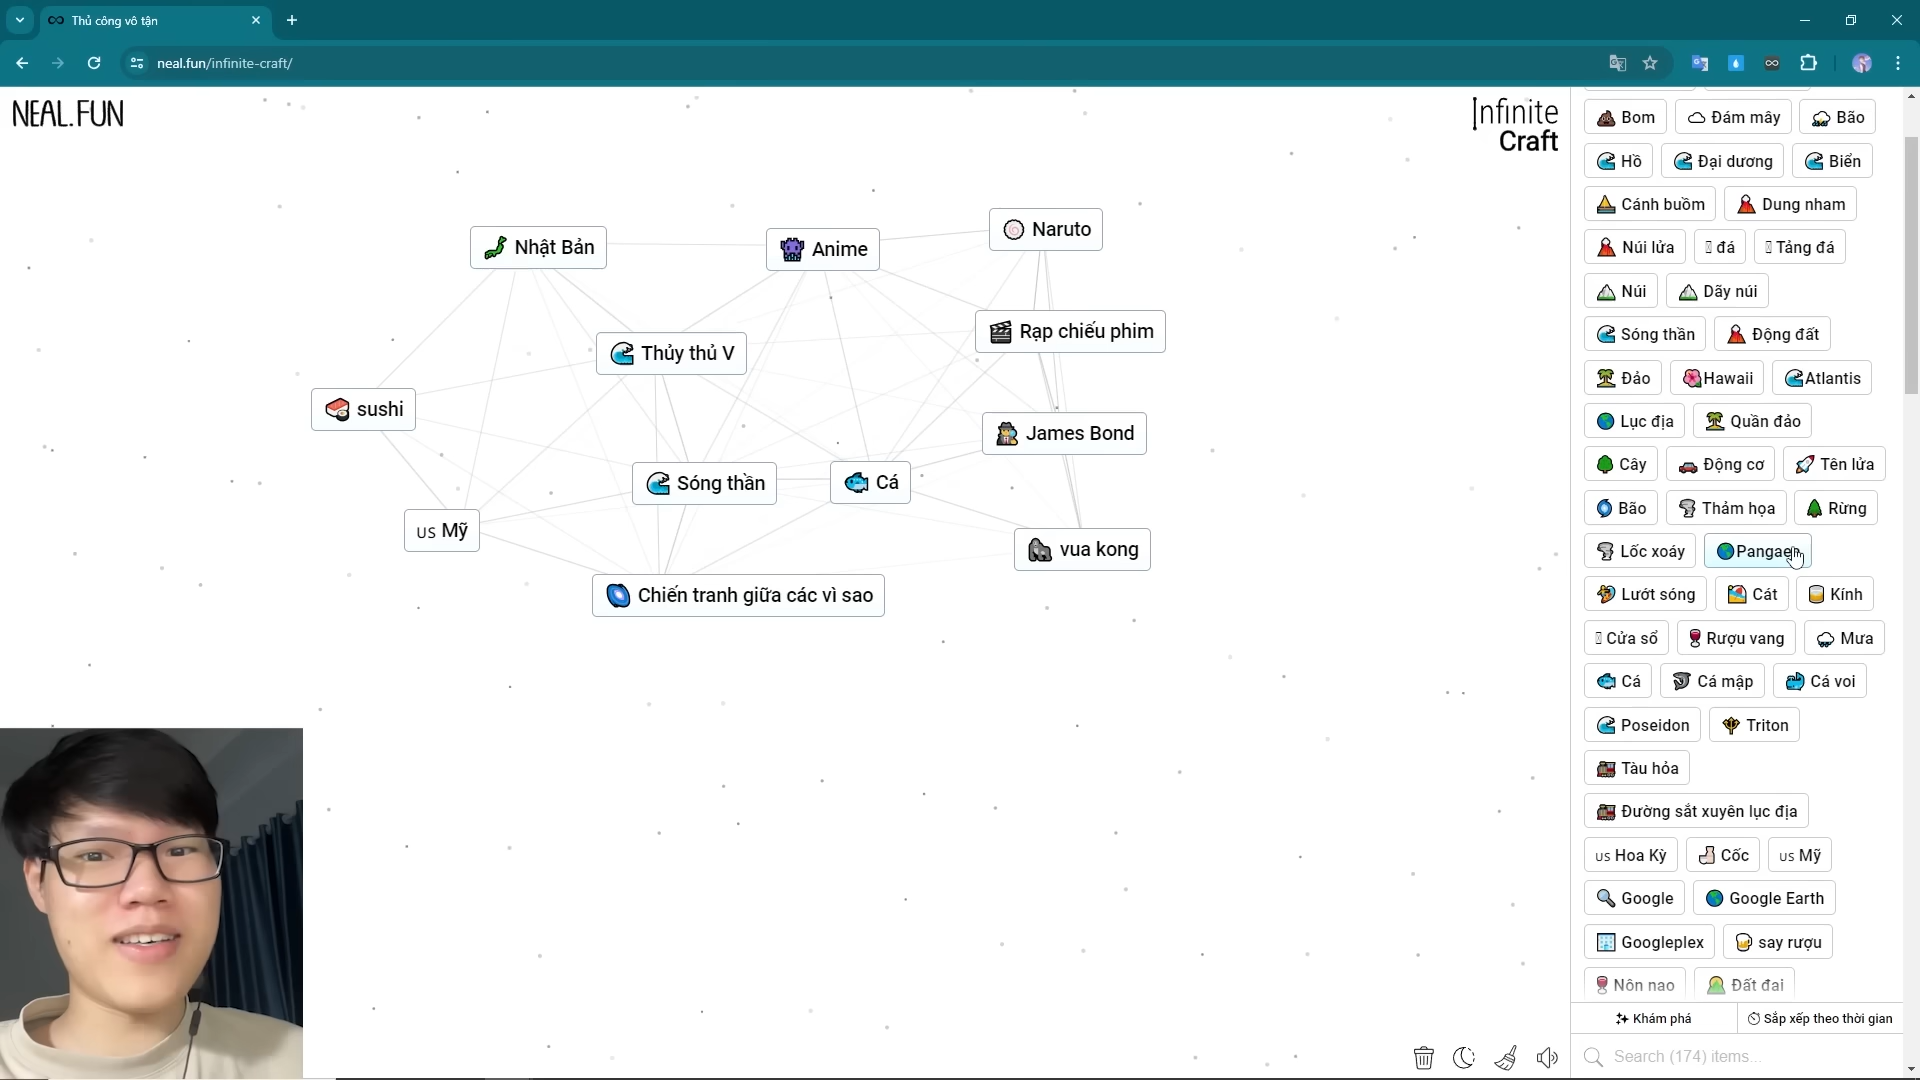 Thủ công vô tận
neal.fun/infinite-craft/
NEAL.FUN
Infinite
Craft
Nhật Bản
Anime
Naruto
Thủy thủ V
Rạp chiếu phim
sushi
James Bond
Sóng thần
Cá
US Mỹ
vua kong
Chiến tranh giữa các vì sao
Bom
Đám mây
Bão
Hồ
Đại dương
Biển
Cánh buồm
Dung nham
Núi lửa
đá
Tảng đá
Núi
Dãy núi
Sóng thần
Động đất
Đảo
Hawaii
Atlantis
Lục địa
Quần đảo
Cây
Động cơ
Tên lửa
Bão
Thảm họa
Rừng
Lốc xoáy
Lướt sóng
Cát
Kính
Cửa sổ
Rượu vang
Mưa
Cá
Cá mập
Cá voi
Poseidon
Triton
Tàu hỏa
Đường sắt xuyên lục địa
US Hoa Kỳ
Cốc
US Mỹ
Google
Google Earth
Googleplex
say rượu
Nôn nao
Đất đai
Khám phá
Sắp xếp theo thời gian
Search (174) items...